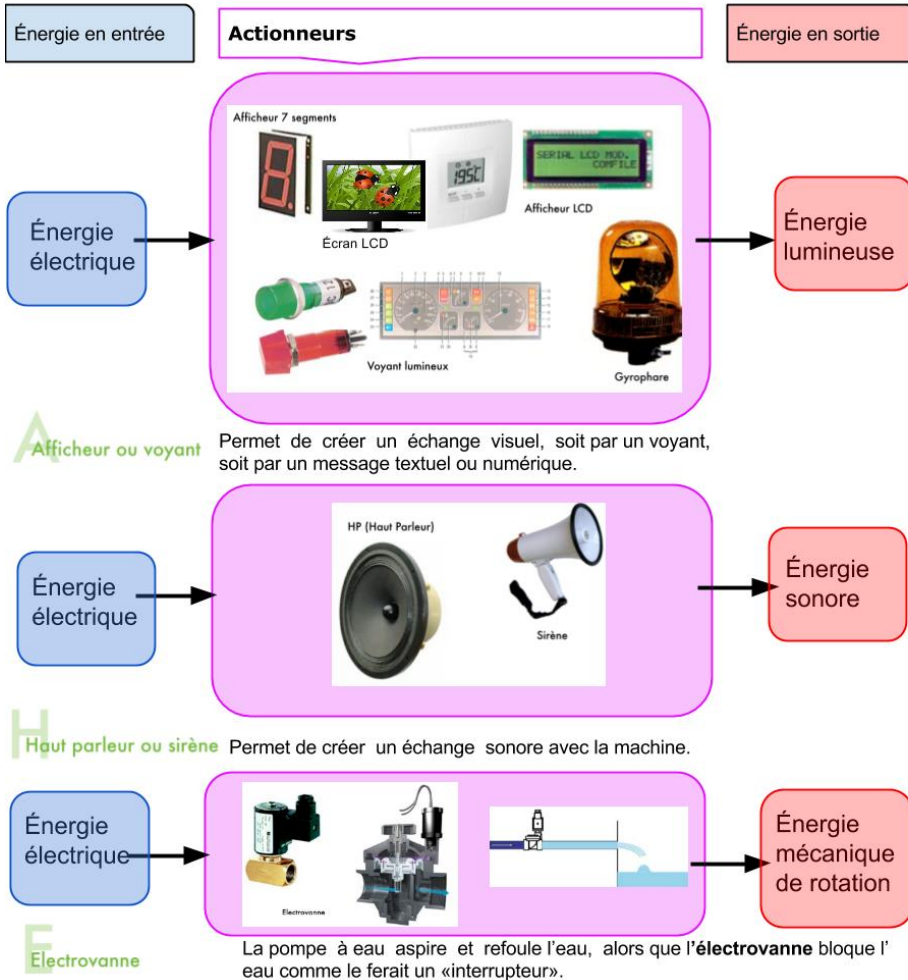 Énergie en entrée
Actionneurs
Énergie en sortie
Afficheur 7 segments
195°C
SERIAL LCD MOD.
COMPILE
Afficheur LCD
Écran LCD
Énergie
électrique
Énergie
lumineuse
Voyant lumineux
Gyrophare
Afficheur ou voyant
Permet de créer un échange visuel, soit par un voyant,
soit par un message textuel ou numérique.
HP (Haut Parleur)
Sirène
Énergie
électrique
Énergie
sonore
Haut parleur ou sirène
Permet de créer un échange sonore avec la machine.
Énergie
électrique
Electrovanne
Énergie
mécanique
de rotation
Electrovanne
La pompe à eau aspire et refoule l'eau, alors que l'électrovanne bloque l'
eau comme le ferait un «interrupteur».